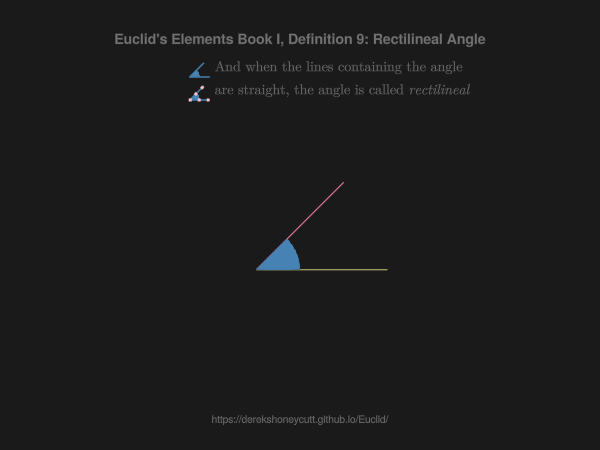 Euclid's Elements Book I, Definition 9: Rectilineal Angle
And when the lines containing the angle
are straight, the angle is called rectilineal
https://derekshoneycutt.github.io/Euclid/